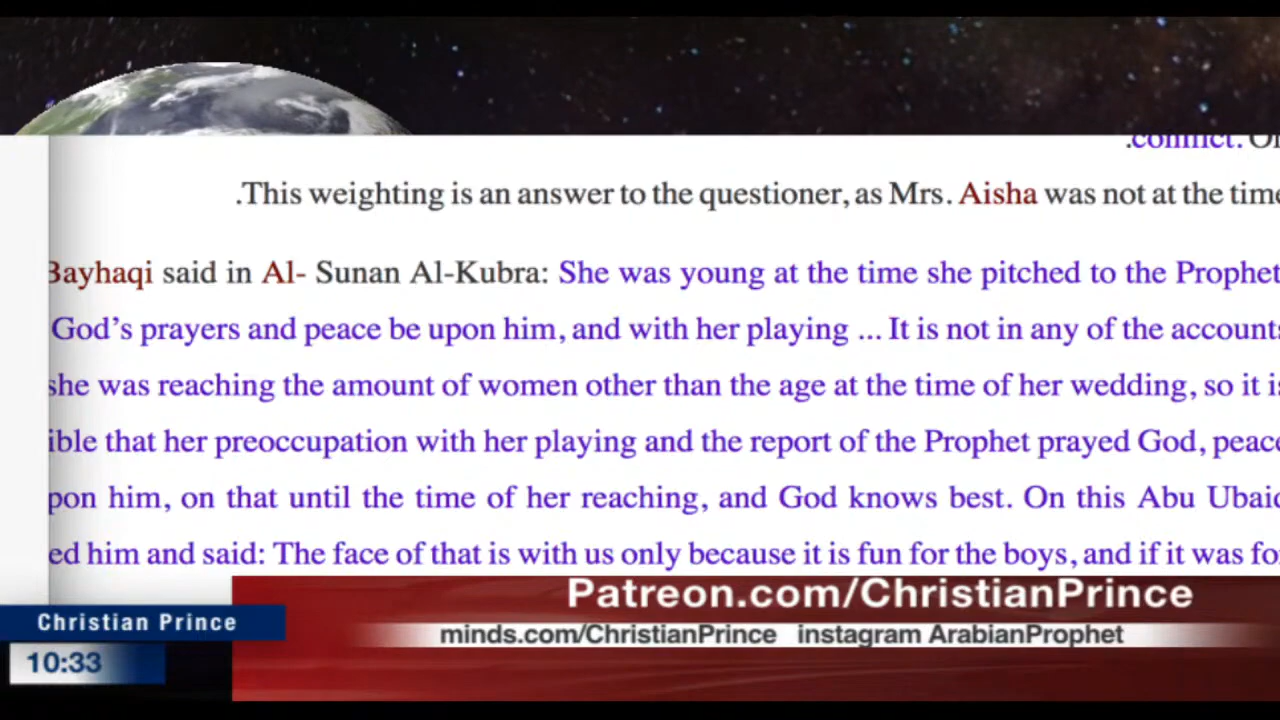 .conflict. Or
.This weighting is an answer to the questioner, as Mrs. Aisha was not at the time
Bayhaqi said in Al- Sunan Al-Kubra: She was young at the time she pitched to the Prophet,
God's prayers and peace be upon him, and with her playing ... It is not in any of the accounts
she was reaching the amount of women other than the age at the time of her wedding, so it is
ible that her preoccupation with her playing and the report of the Prophet prayed God, peace
pon him, on that until the time of her reaching, and God knows best. On this Abu Ubaid
ed him and said: The face of that is with us only because it is fun for the boys, and if it was for
Patreon.com/ChristianPrince
Christian Prince
minds.com/ChristianPrince instagram ArabianProphet
10:33